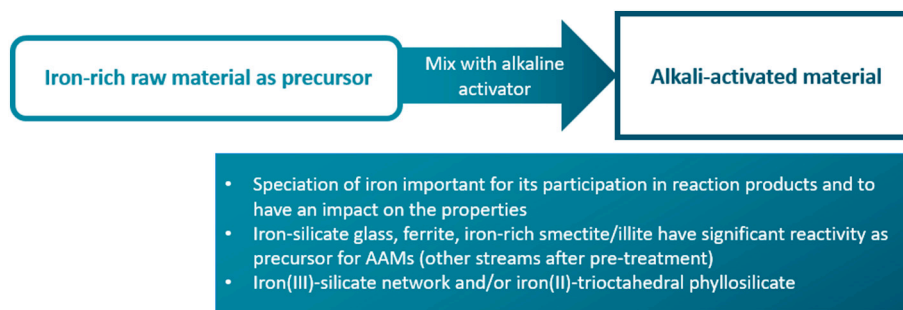 Iron-rich raw material as precursor
Mix with alkaline
activator
Alkali-activated material
• Speciation of iron important for its participation in reaction products and to
have an impact on the properties
• Iron-silicate glass, ferrite, iron-rich smectite/illite have significant reactivity as
precursor for AAMs (other streams after pre-treatment)
• Iron(III)-silicate network and/or iron(II)-trioctahedral phyllosilicate